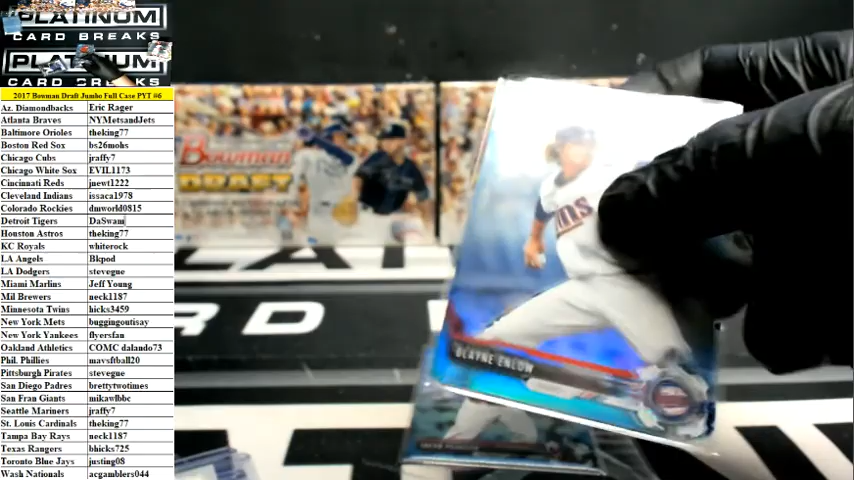 PLATINUM
CARD BREAKS
PLATINUM
CARD BREAKS
2017 Bowman Draft Jumbo Full Case PYT #6
Az. Diamondbacks Eric Rager
Atlanta Braves NYMetsandJets
Baltimore Orioles theking77
Boston Red Sox bs26mohs
Chicago Cubs jraffy7
Chicago White Sox EVIL1173
Cincinnati Reds jnewt1222
Cleveland Indians issaca1978
Colorado Rockies dmworld0815
Detroit Tigers DaSwamj
Houston Astros theking77
KC Royals whiterock
LA Angels Bkpod
LA Dodgers stevegne
Miami Marlins Jeff Young
Mil Brewers neck1187
Minnesota Twins hicks3459
New York Mets buggingoutisay
New York Yankees flyersfan
Oakland Athletics COMC dalando73
Phil. Phillies mavsftball20
Pittsburgh Pirates stevegne
San Diego Padres brettytwotimes
San Fran Giants mikawlbbc
Seattle Mariners jraffy7
St. Louis Cardinals theking77
Tampa Bay Rays neck1187
Texas Rangers bhicks725
Toronto Blue Jays justing08
Wash Nationals acgamblers044
Bowman
DRAFT
BLAYNE ENLOW
RD